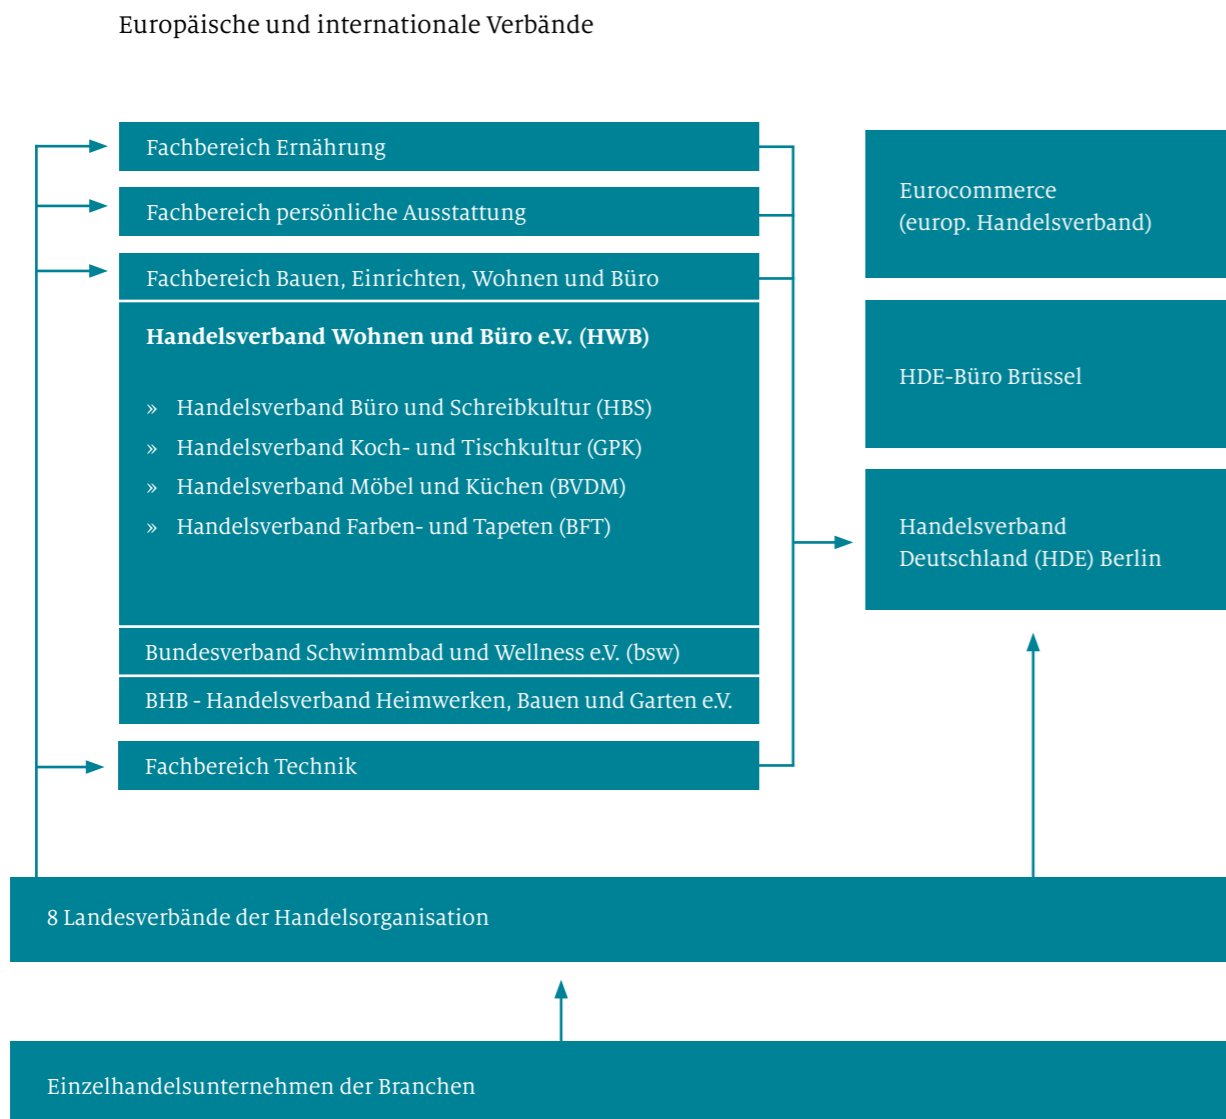 Europäische und internationale Verbände
Fachbereich Ernährung
Fachbereich persönliche Ausstattung
Fachbereich Bauen, Einrichten, Wohnen und Büro
Handelsverband Wohnen und Büro e.V. (HWB)
» Handelsverband Büro und Schreibkultur (HBS)
» Handelsverband Koch- und Tischkultur (GPK)
» Handelsverband Möbel und Küchen (BVDM)
» Handelsverband Farben- und Tapeten (BFT)
Bundesverband Schwimmbad und Wellness e.V. (bsw)
BHB - Handelsverband Heimwerken, Bauen und Garten e.V.
Fachbereich Technik
Eurocommerce
(europ. Handelsverband)
HDE-Büro Brüssel
Handelsverband
Deutschland (HDE) Berlin
8 Landesverbände der Handelsorganisation
Einzelhandelsunternehmen der Branchen